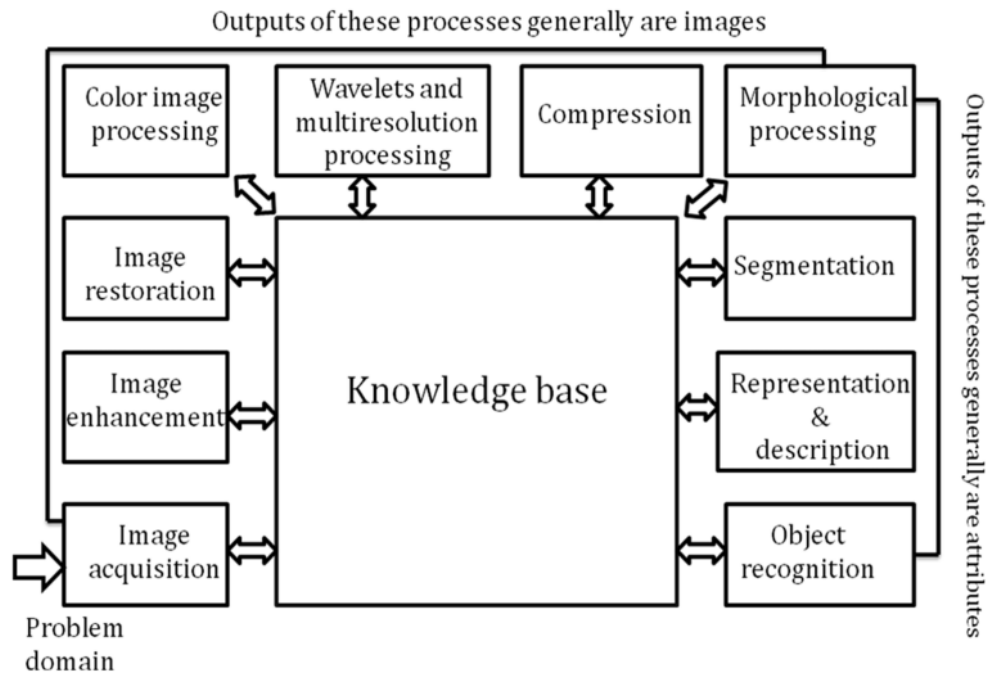 Outputs of these processes generally are images
Color image
processing
Wavelets and
multiresolution
processing
Compression
Morphological
processing
Image
restoration
Segmentation
Image
enhancement
Knowledge base
Representation
&
description
Image
acquisition
Object
recognition
Problem
domain
Outputs of these processes generally are attributes